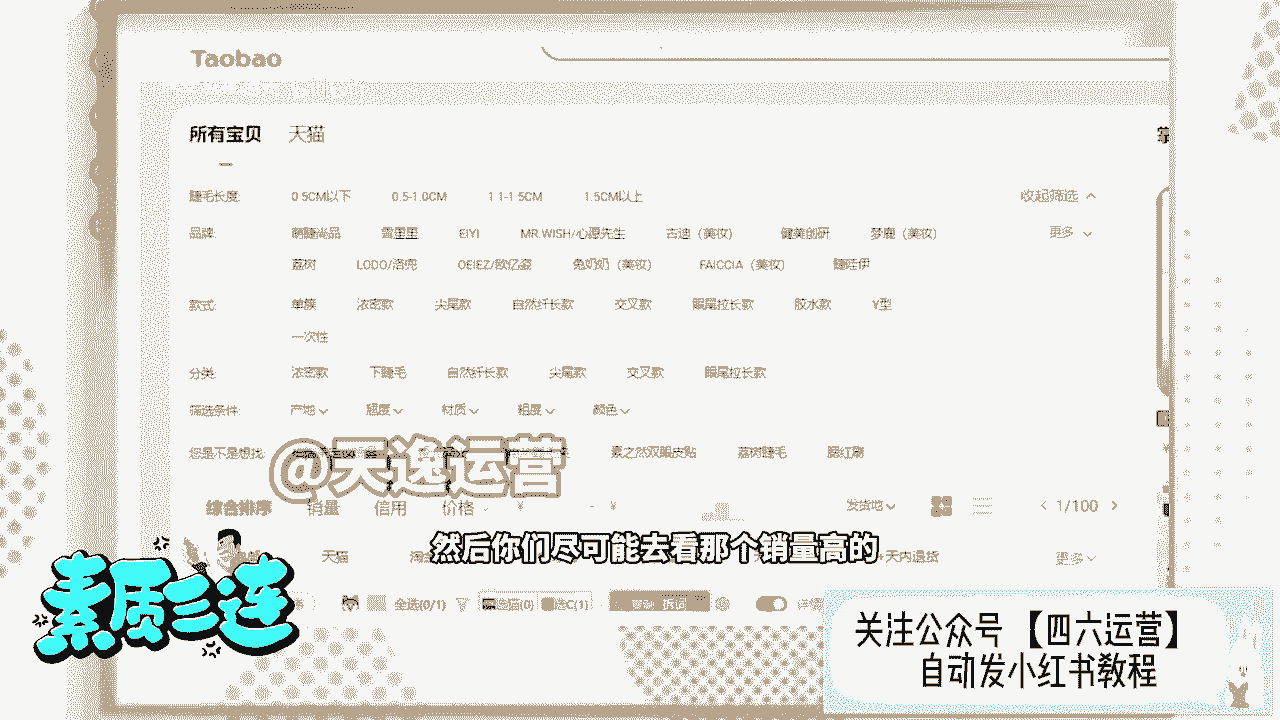 Taobao
所有宝贝 天猫
睫毛长度: 0.5CM以下 0.5-1.0CM 1.1-1.5CM 1.5CM以上 收起筛选
品牌: 萌睫尚品 雪里里 EIYI MR.WISH/心愿先生 吉迪（美妆） 健美创研 梦鹿（美妆） 更多
荔树 LODO/洛兜 OEIEZ/欧亿姿 兔奶奶（美妆） FAICCIA（美妆） 睫娃伊
款式: 单簇 浓密款 尖尾款 自然纤长款 交叉款 眼尾拉长款 胶水款 Y型
一次性
分类: 浓密款 下睫毛 自然纤长款 尖尾款 交叉款 眼尾拉长款
筛选条件: 产地 翘度 材质 粗度 颜色
您是不是想找: 素之然双眼皮贴 荔树睫毛 腮红刷
@天逸运营
综合排序 销量 信用 价格 ¥ - ¥ 发货地 1/100
然后你们尽可能去看那个销量高的
天猫 天内退货 更多
素质三连
全选(0/1)
关注公众号【四六运营】
自动发小红书教程